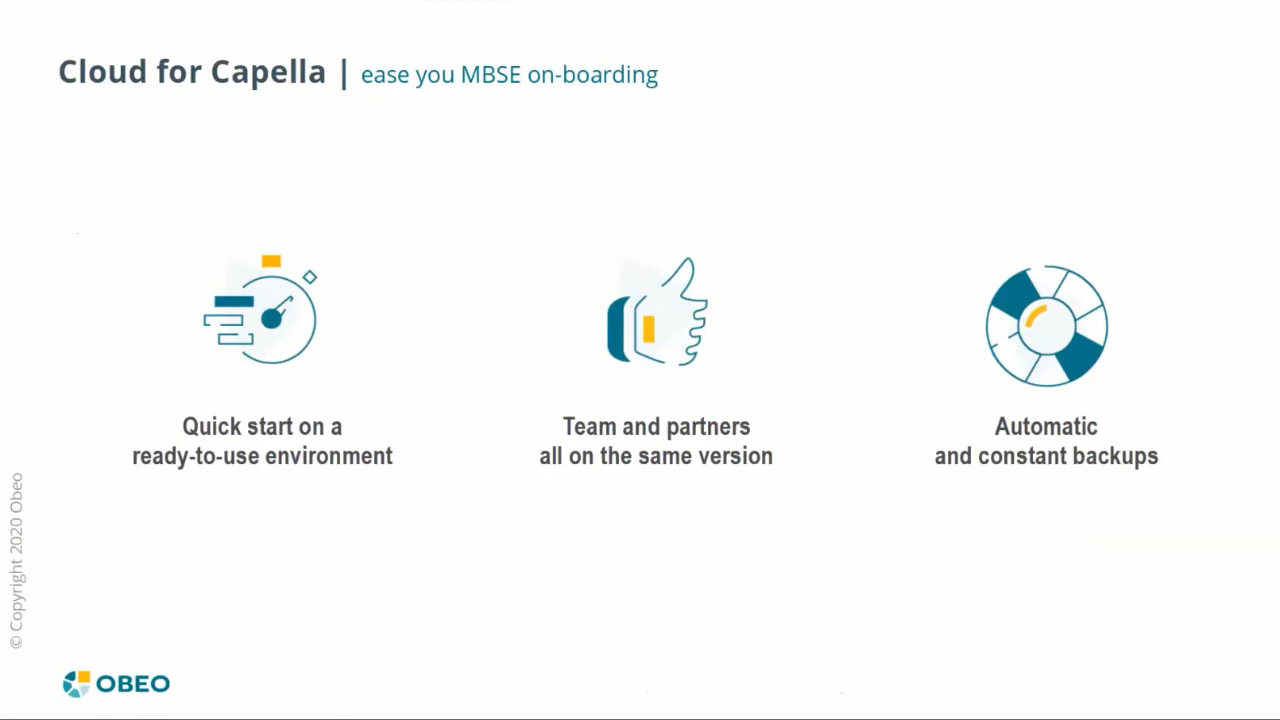 Cloud for Capella | ease you MBSE on-boarding
Quick start on a
ready-to-use environment
Team and partners
all on the same version
Automatic
and constant backups
© Copyright 2020 Obeo
OBEO